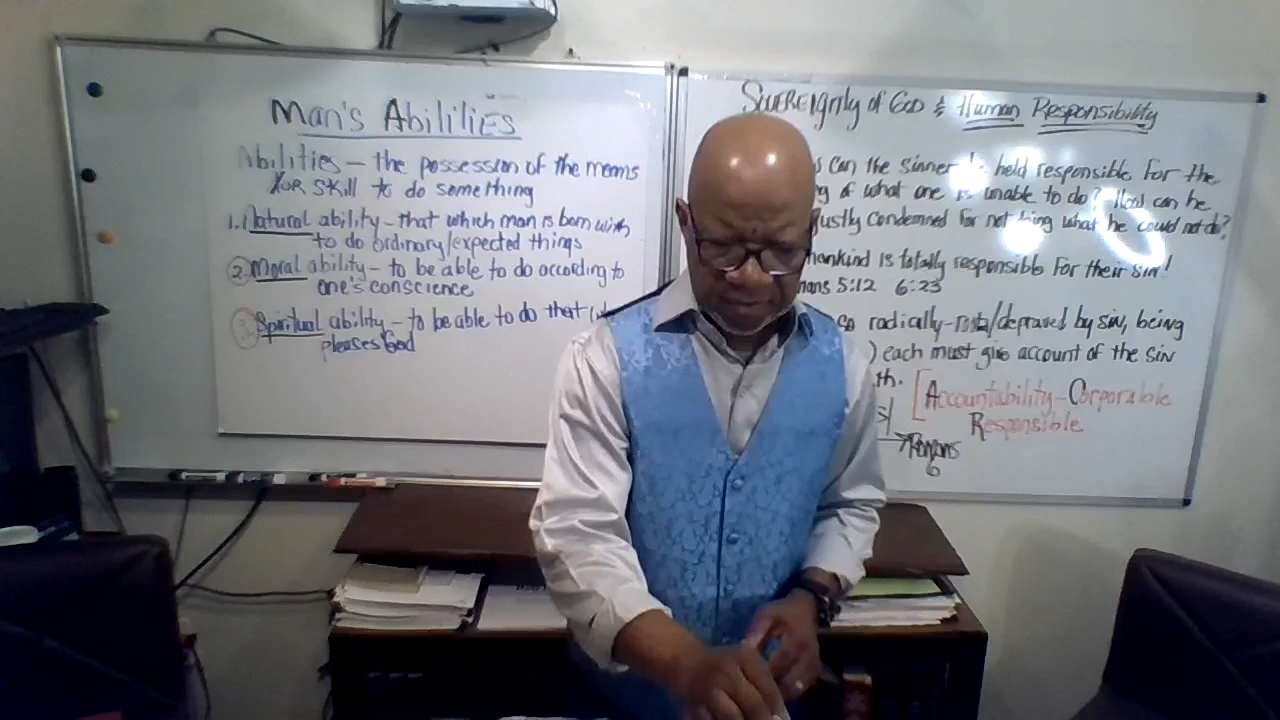 Man's Abilities
Abilities – the possession of the means
/or skill to do something
1. Natural ability – that which man is born with
to do ordinary/expected things
2 Moral ability – to be able to do according to
one's conscience
3 Spiritual ability – to be able to do that
pleases God
Sovereignty of God & Human Responsibility
can the sinner held responsible for the
of what one is unable to do? How can he
justly condemned for not doing what he could not do?
mankind is totally responsible for their sin!
5:12 6:23
so radically- depraved by sin, being
) each must give account of the sin
th.
[Accountability – Corporable
Responsible
Romans
6